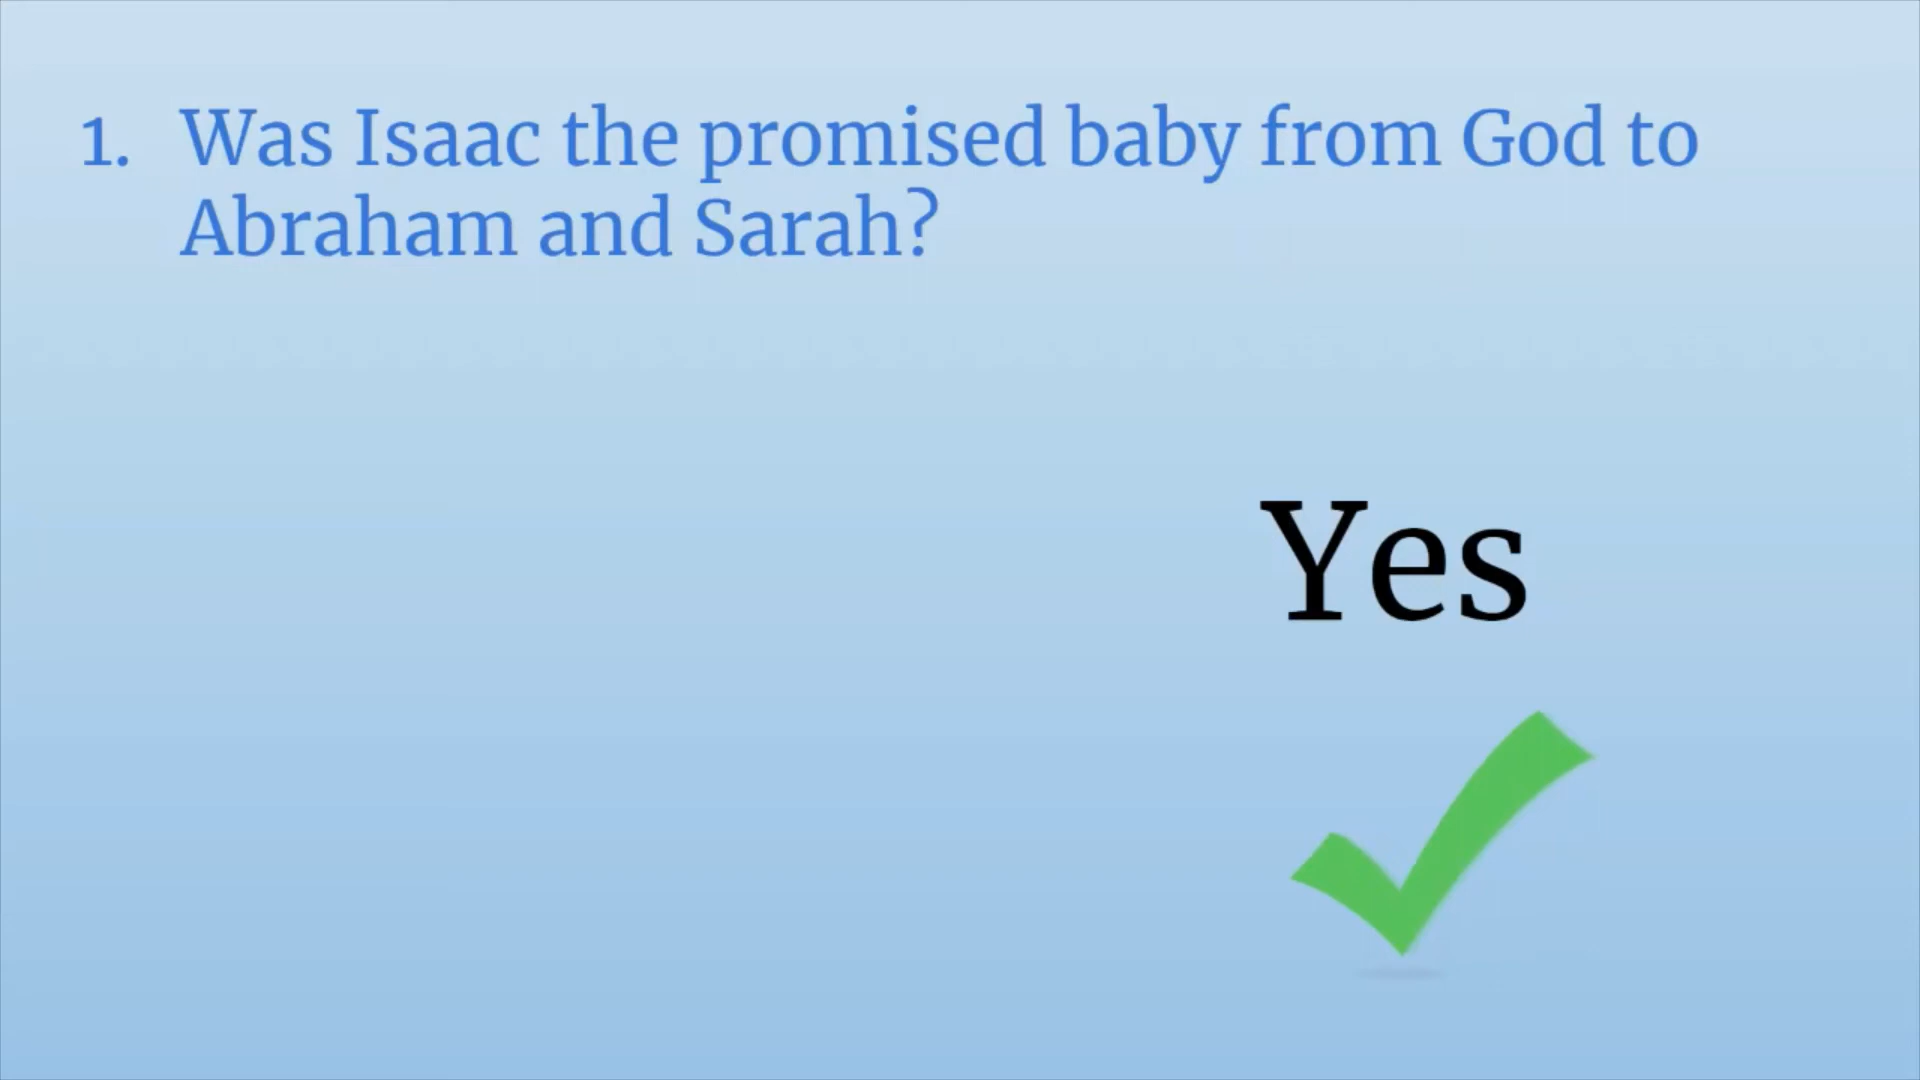 1. Was Isaac the promised baby from God to
Abraham and Sarah?
Yes